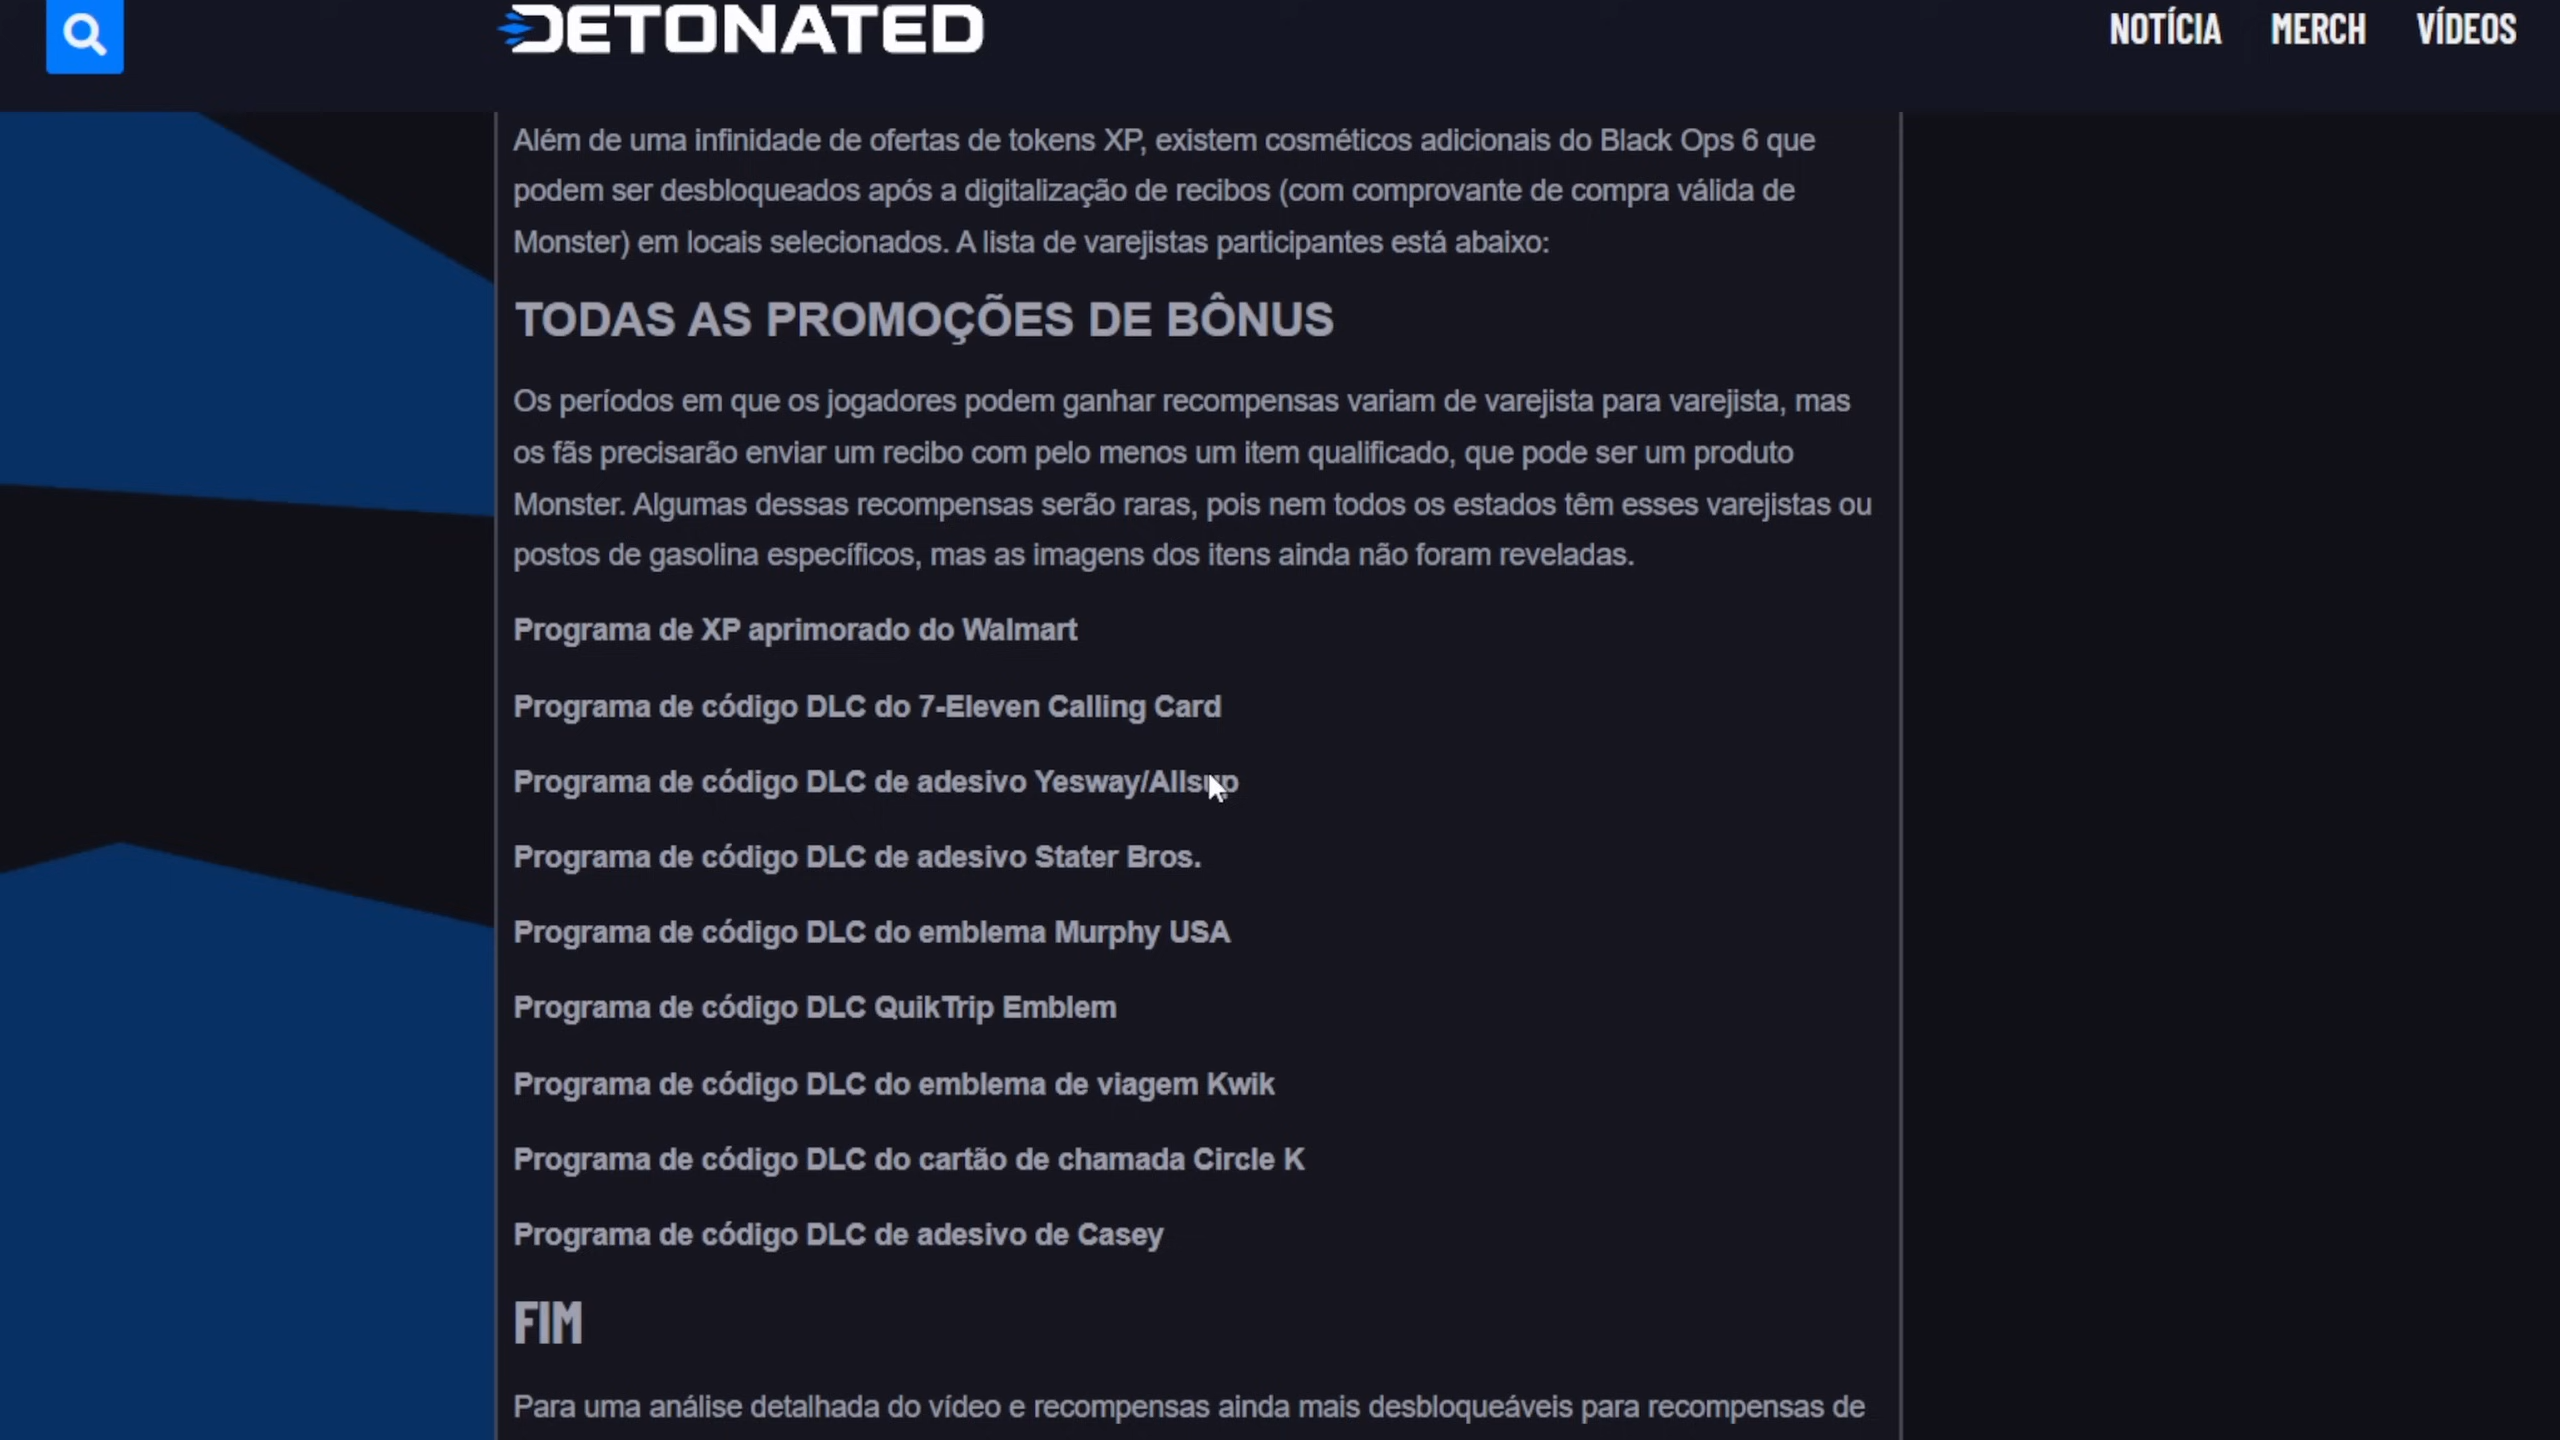 DETONATED
NOTÍCIA MERCH VÍDEOS
Além de uma infinidade de ofertas de tokens XP, existem cosméticos adicionais do Black Ops 6 que
podem ser desbloqueados após a digitalização de recibos (com comprovante de compra válida de
Monster) em locais selecionados. A lista de varejistas participantes está abaixo:
TODAS AS PROMOÇÕES DE BÔNUS
Os períodos em que os jogadores podem ganhar recompensas variam de varejista para varejista, mas
os fãs precisarão enviar um recibo com pelo menos um item qualificado, que pode ser um produto
Monster. Algumas dessas recompensas serão raras, pois nem todos os estados têm esses varejistas ou
postos de gasolina específicos, mas as imagens dos itens ainda não foram reveladas.
Programa de XP aprimorado do Walmart
Programa de código DLC do 7-Eleven Calling Card
Programa de código DLC de adesivo Yesway/Allsup
Programa de código DLC de adesivo Stater Bros.
Programa de código DLC do emblema Murphy USA
Programa de código DLC QuikTrip Emblem
Programa de código DLC do emblema de viagem Kwik
Programa de código DLC do cartão de chamada Circle K
Programa de código DLC de adesivo de Casey
FIM
Para uma análise detalhada do vídeo e recompensas ainda mais desbloqueáveis para recompensas de